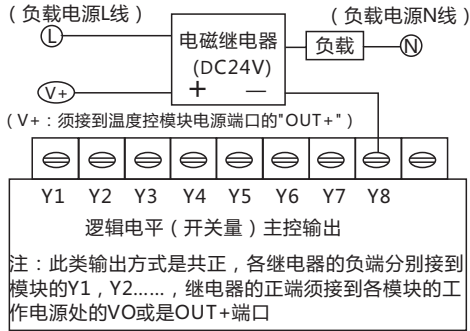 （负载电源L线）
（负载电源N线）
L
电磁继电器
(DC24V)
+ —
负载
N
V+
（V+：须接到温度控模块电源端口的"OUT+"）
Y1 Y2 Y3 Y4 Y5 Y6 Y7 Y8
逻辑电平（开关量）主控输出
注：此类输出方式是共正，各继电器的负端分别接到
模块的Y1，Y2……，继电器的正端须接到各模块的工
作电源处的VO或是OUT+端口